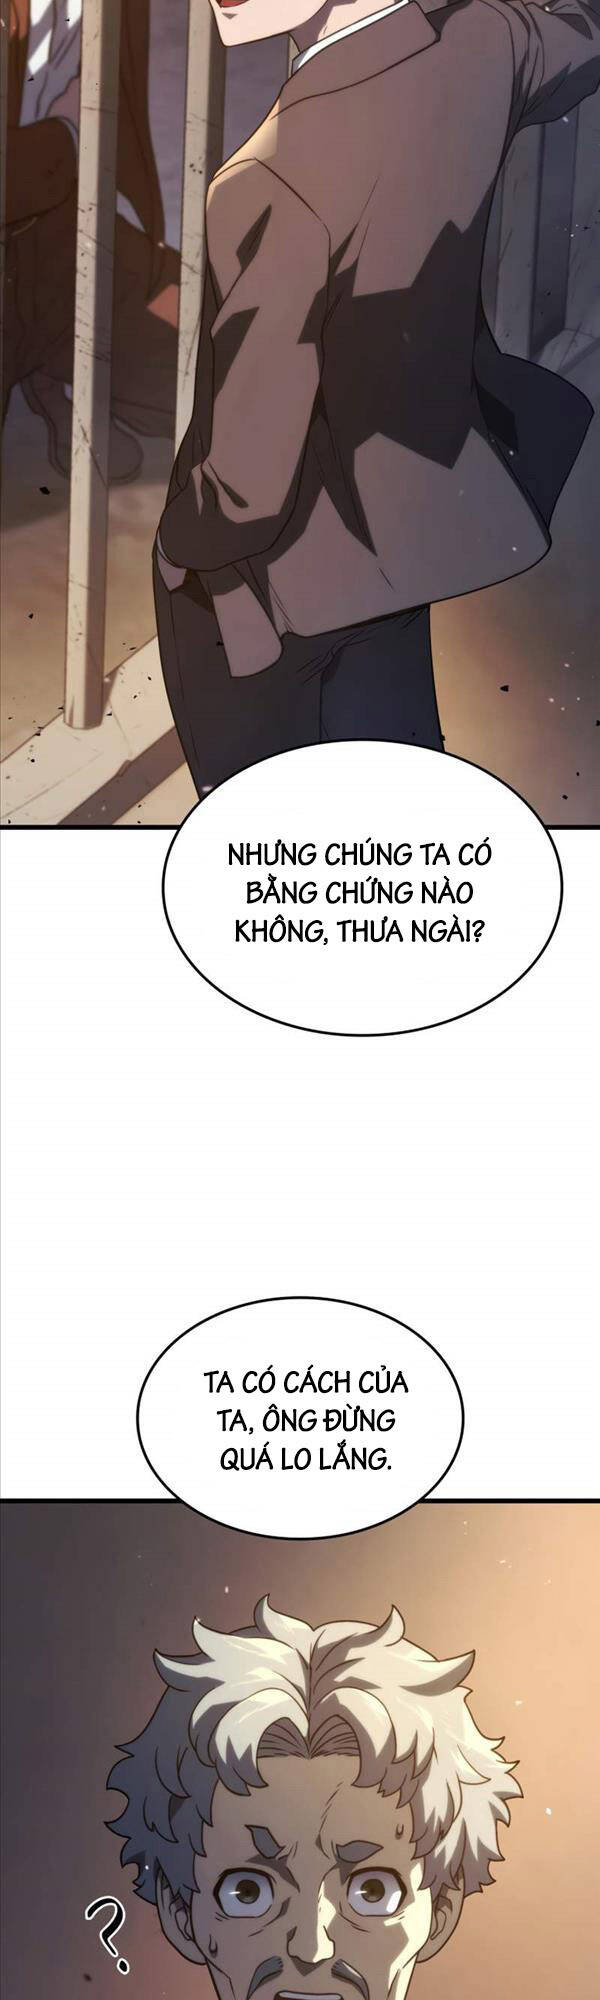 NHƯNG CHÚNG TA CÓ
BẰNG CHỨNG NÀO
KHÔNG, THƯA NGÀI?
TA CÓ CÁCH CỦA
TA, ÔNG ĐỪNG
QUÁ LO LẮNG.
?